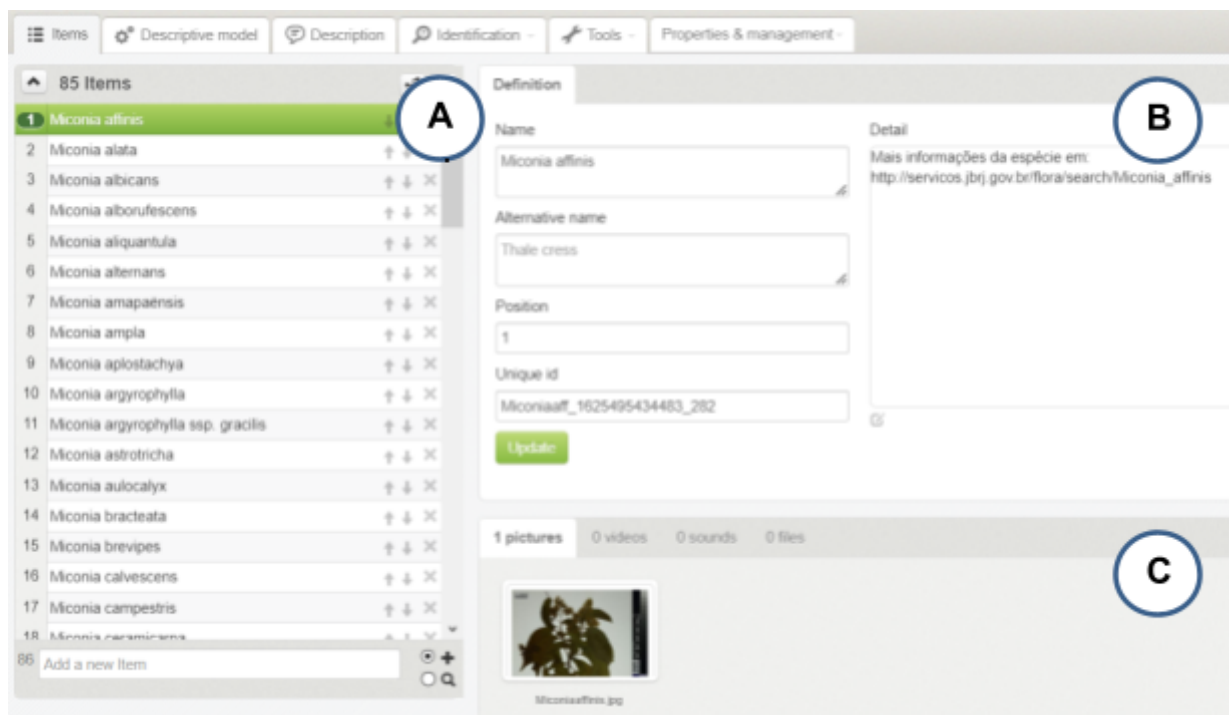 Items
Descriptive model
Description
Identification -
Tools -
Properties & management -
85 Items
A
1 Miconia affinis
2 Miconia alata
3 Miconia albicans
4 Miconia alborufescens
5 Miconia aliquantula
6 Miconia alternans
7 Miconia amapaënsis
8 Miconia ampla
9 Miconia aplostachya
10 Miconia argyrophylla
11 Miconia argyrophylla ssp. gracilis
12 Miconia astrotricha
13 Miconia aulocalyx
14 Miconia bracteata
15 Miconia brevipes
16 Miconia calvescens
17 Miconia campestris
18 Miconia ceramicarpa
86 Add a new Item
Definition
Name
Miconia affinis
Alternative name
Thale cress
Position
1
Unique id
Miconiaaff_1625495434483_282
Update
Detail
B
Mais informações da espécie em:
http://servicos.jbrj.gov.br/flora/search/Miconia_affinis
1 pictures 0 videos 0 sounds 0 files
C
Miconiaaffinis.jpg